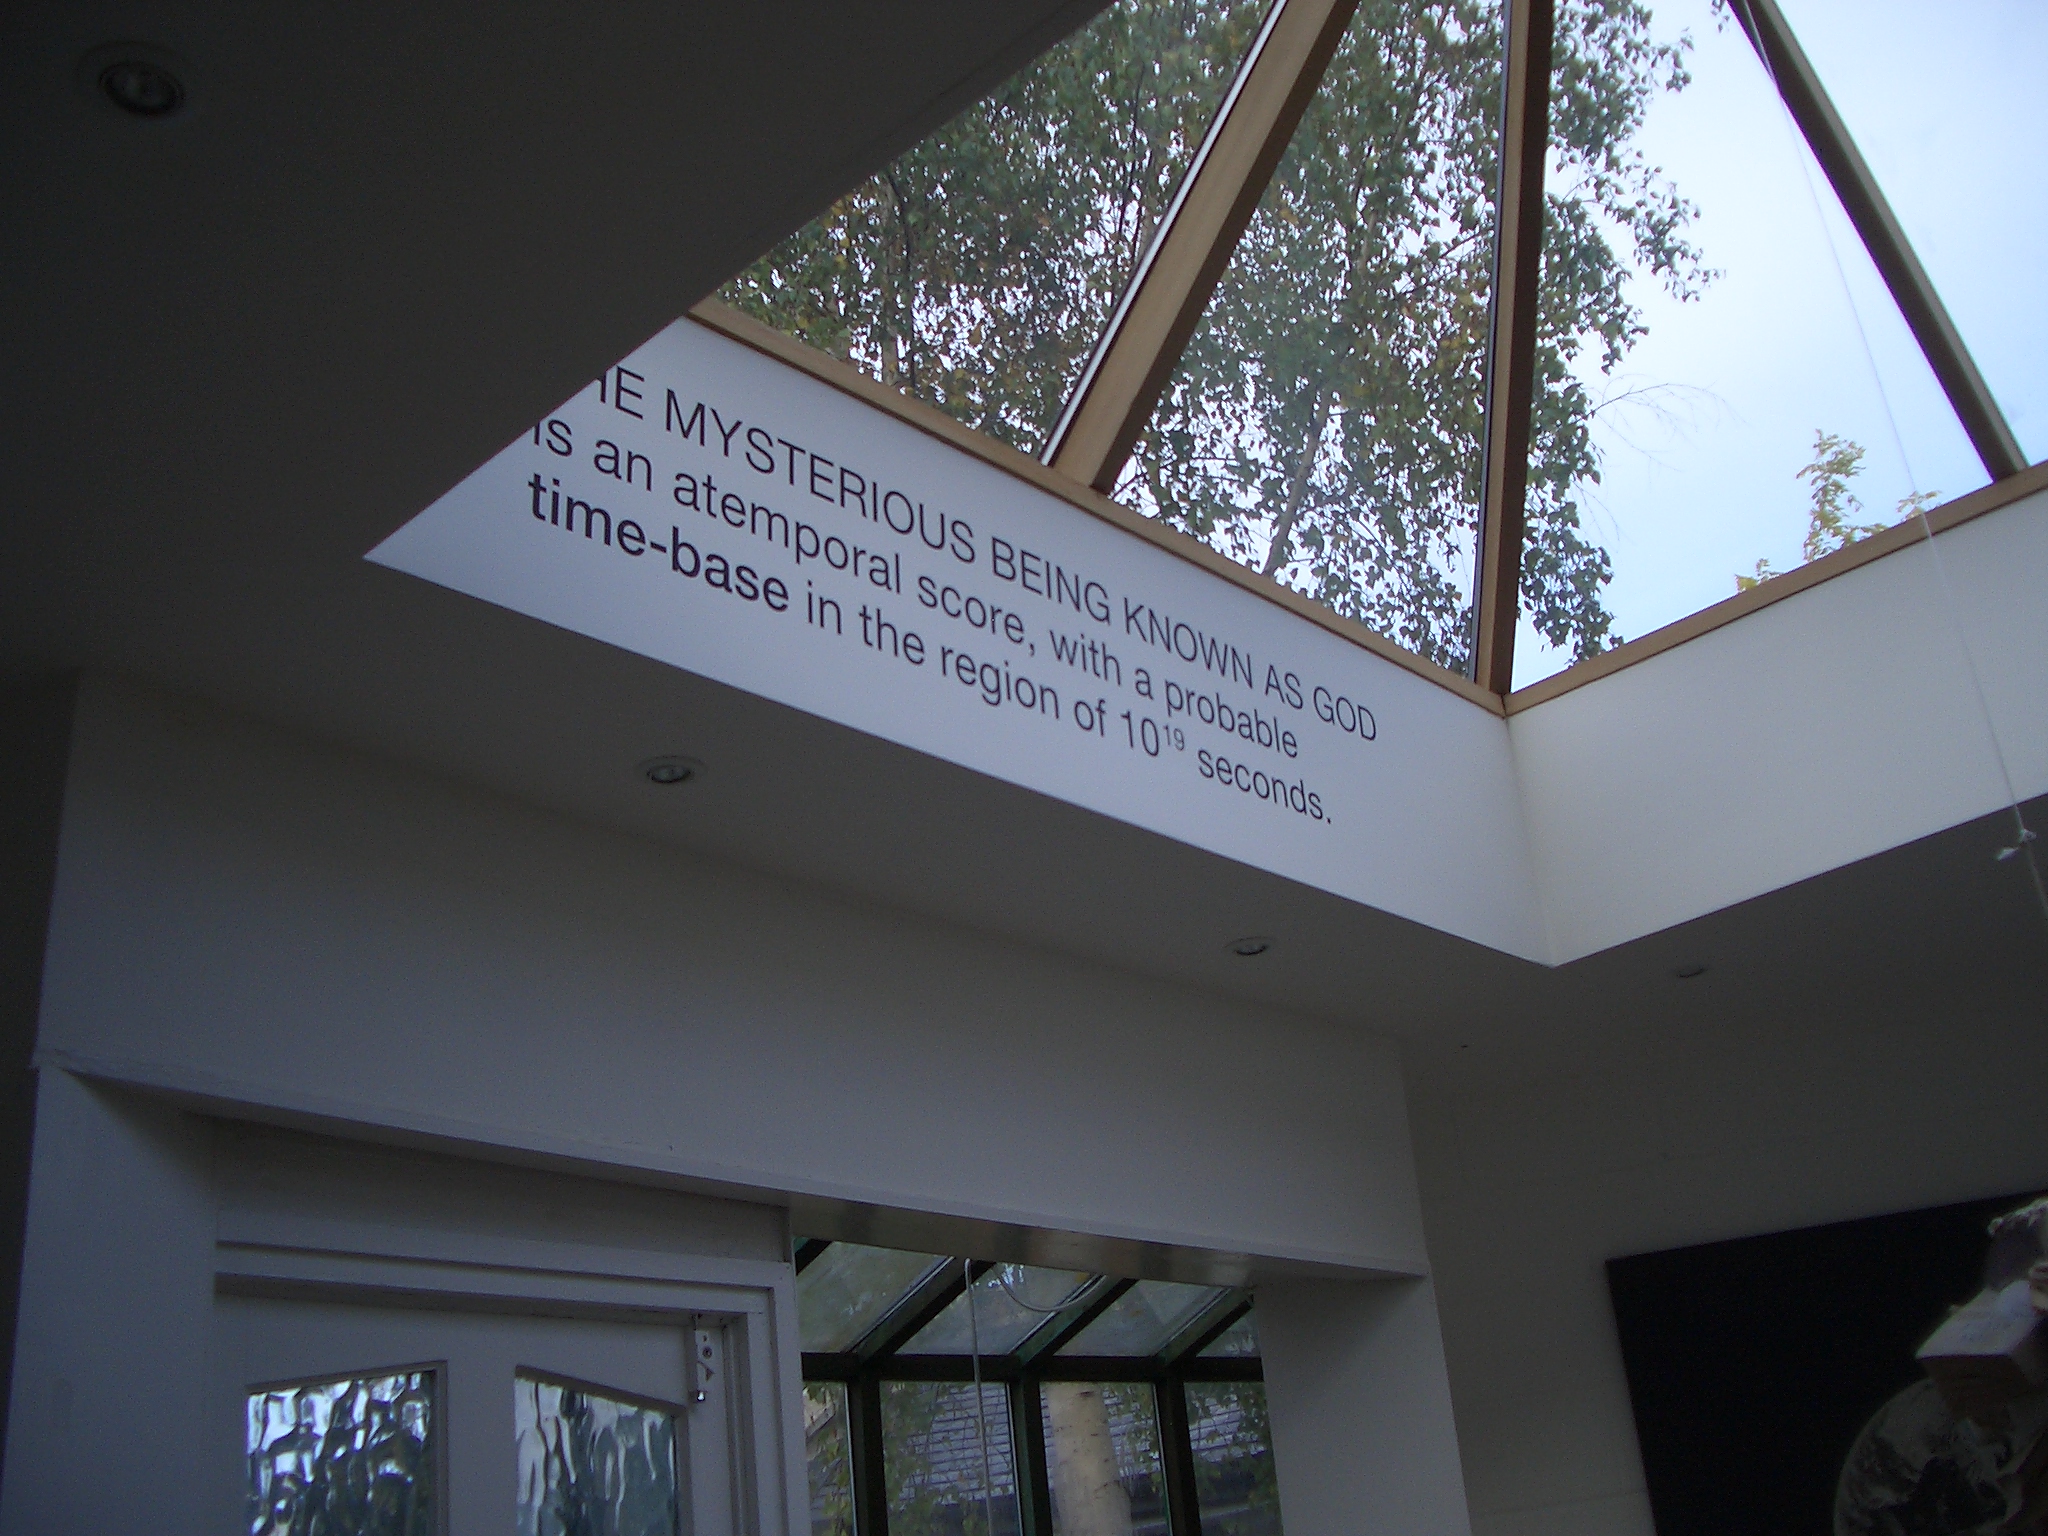 HE MYSTERIOUS BEING KNOWN AS GOD
is an atemporal score, with a probable
time-base in the region of 10¹⁹ seconds.